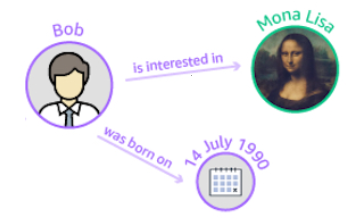 Bob
is interested in
Mona Lisa
was born on
14 July 1990